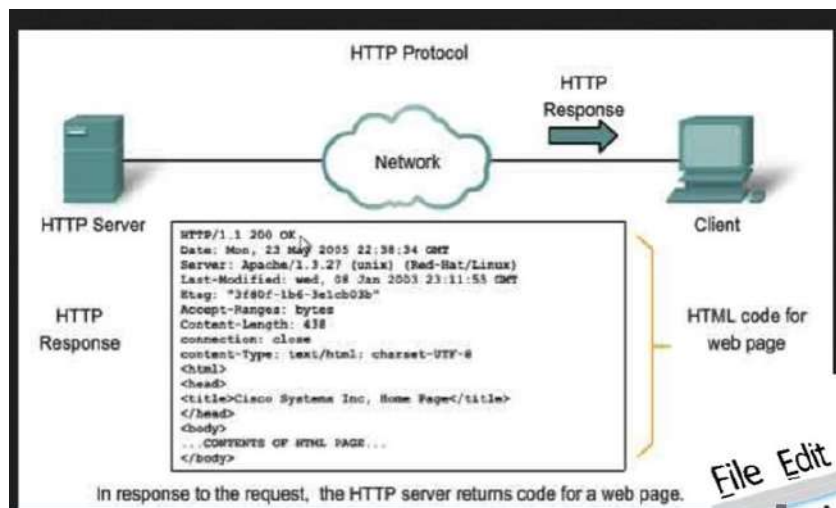 HTTP Protocol
HTTP
Response
Network
HTTP Server
Client
HTTP/1.1 200 OK
Date: Mon, 23 May 2005 22:38:34 GMT
Server: Apache/1.3.27 (unix) (Red-Hat/Linux)
Last-Modified: wed, 08 Jan 2003 23:11:55 GMT
Etag: "3f80f-1b6-3e1cb03b"
Accept-Ranges: bytes
Content-Length: 438
connection: close
content-Type: text/html; charset-UTF-8
<html>
<head>
<title>Cisco Systems Inc, Home Page</title>
</head>
<body>
...CONTENTS OF HTML PAGE...
</body>
HTTP
Response
HTML code for
web page
In response to the request, the HTTP server returns code for a web page.
File Edit